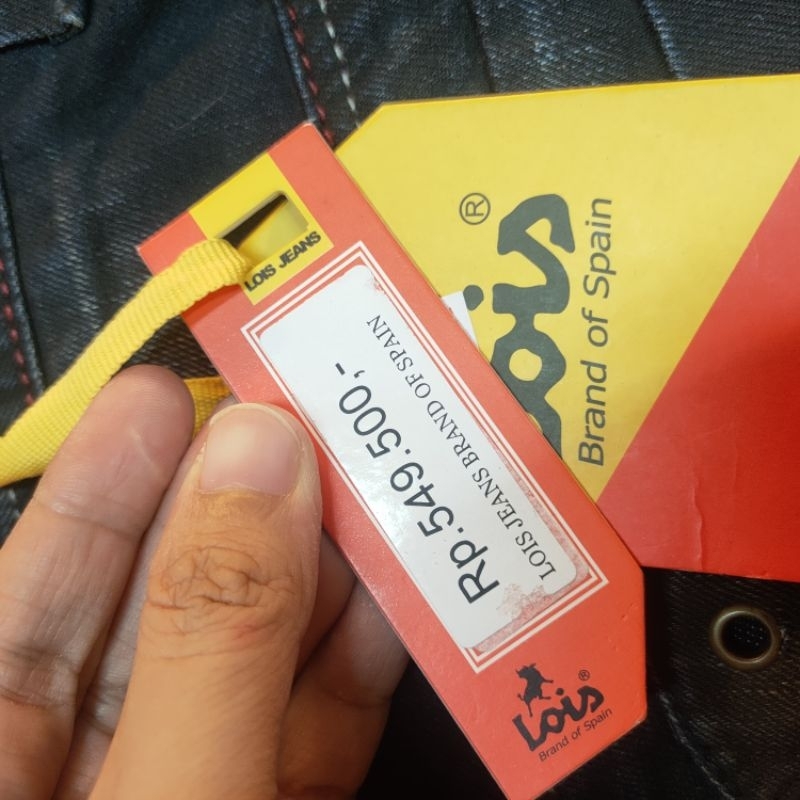 LOIS JEANS
Rp.549.500,-
LOIS JEANS BRAND OF SPAIN
Lois®
Brand of Spain
Lois®
Brand of Spain